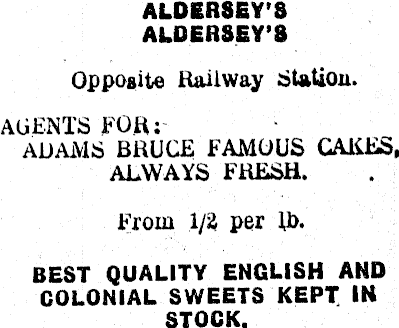 ALDERSEY'S
ALDERSEY'S
Opposite Railway Station.
AGENTS FOR:
ADAMS BRUCE FAMOUS CAKES,
ALWAYS FRESH.
From 1/2 per lb.
BEST QUALITY ENGLISH AND
COLONIAL SWEETS KEPT IN
STOCK.